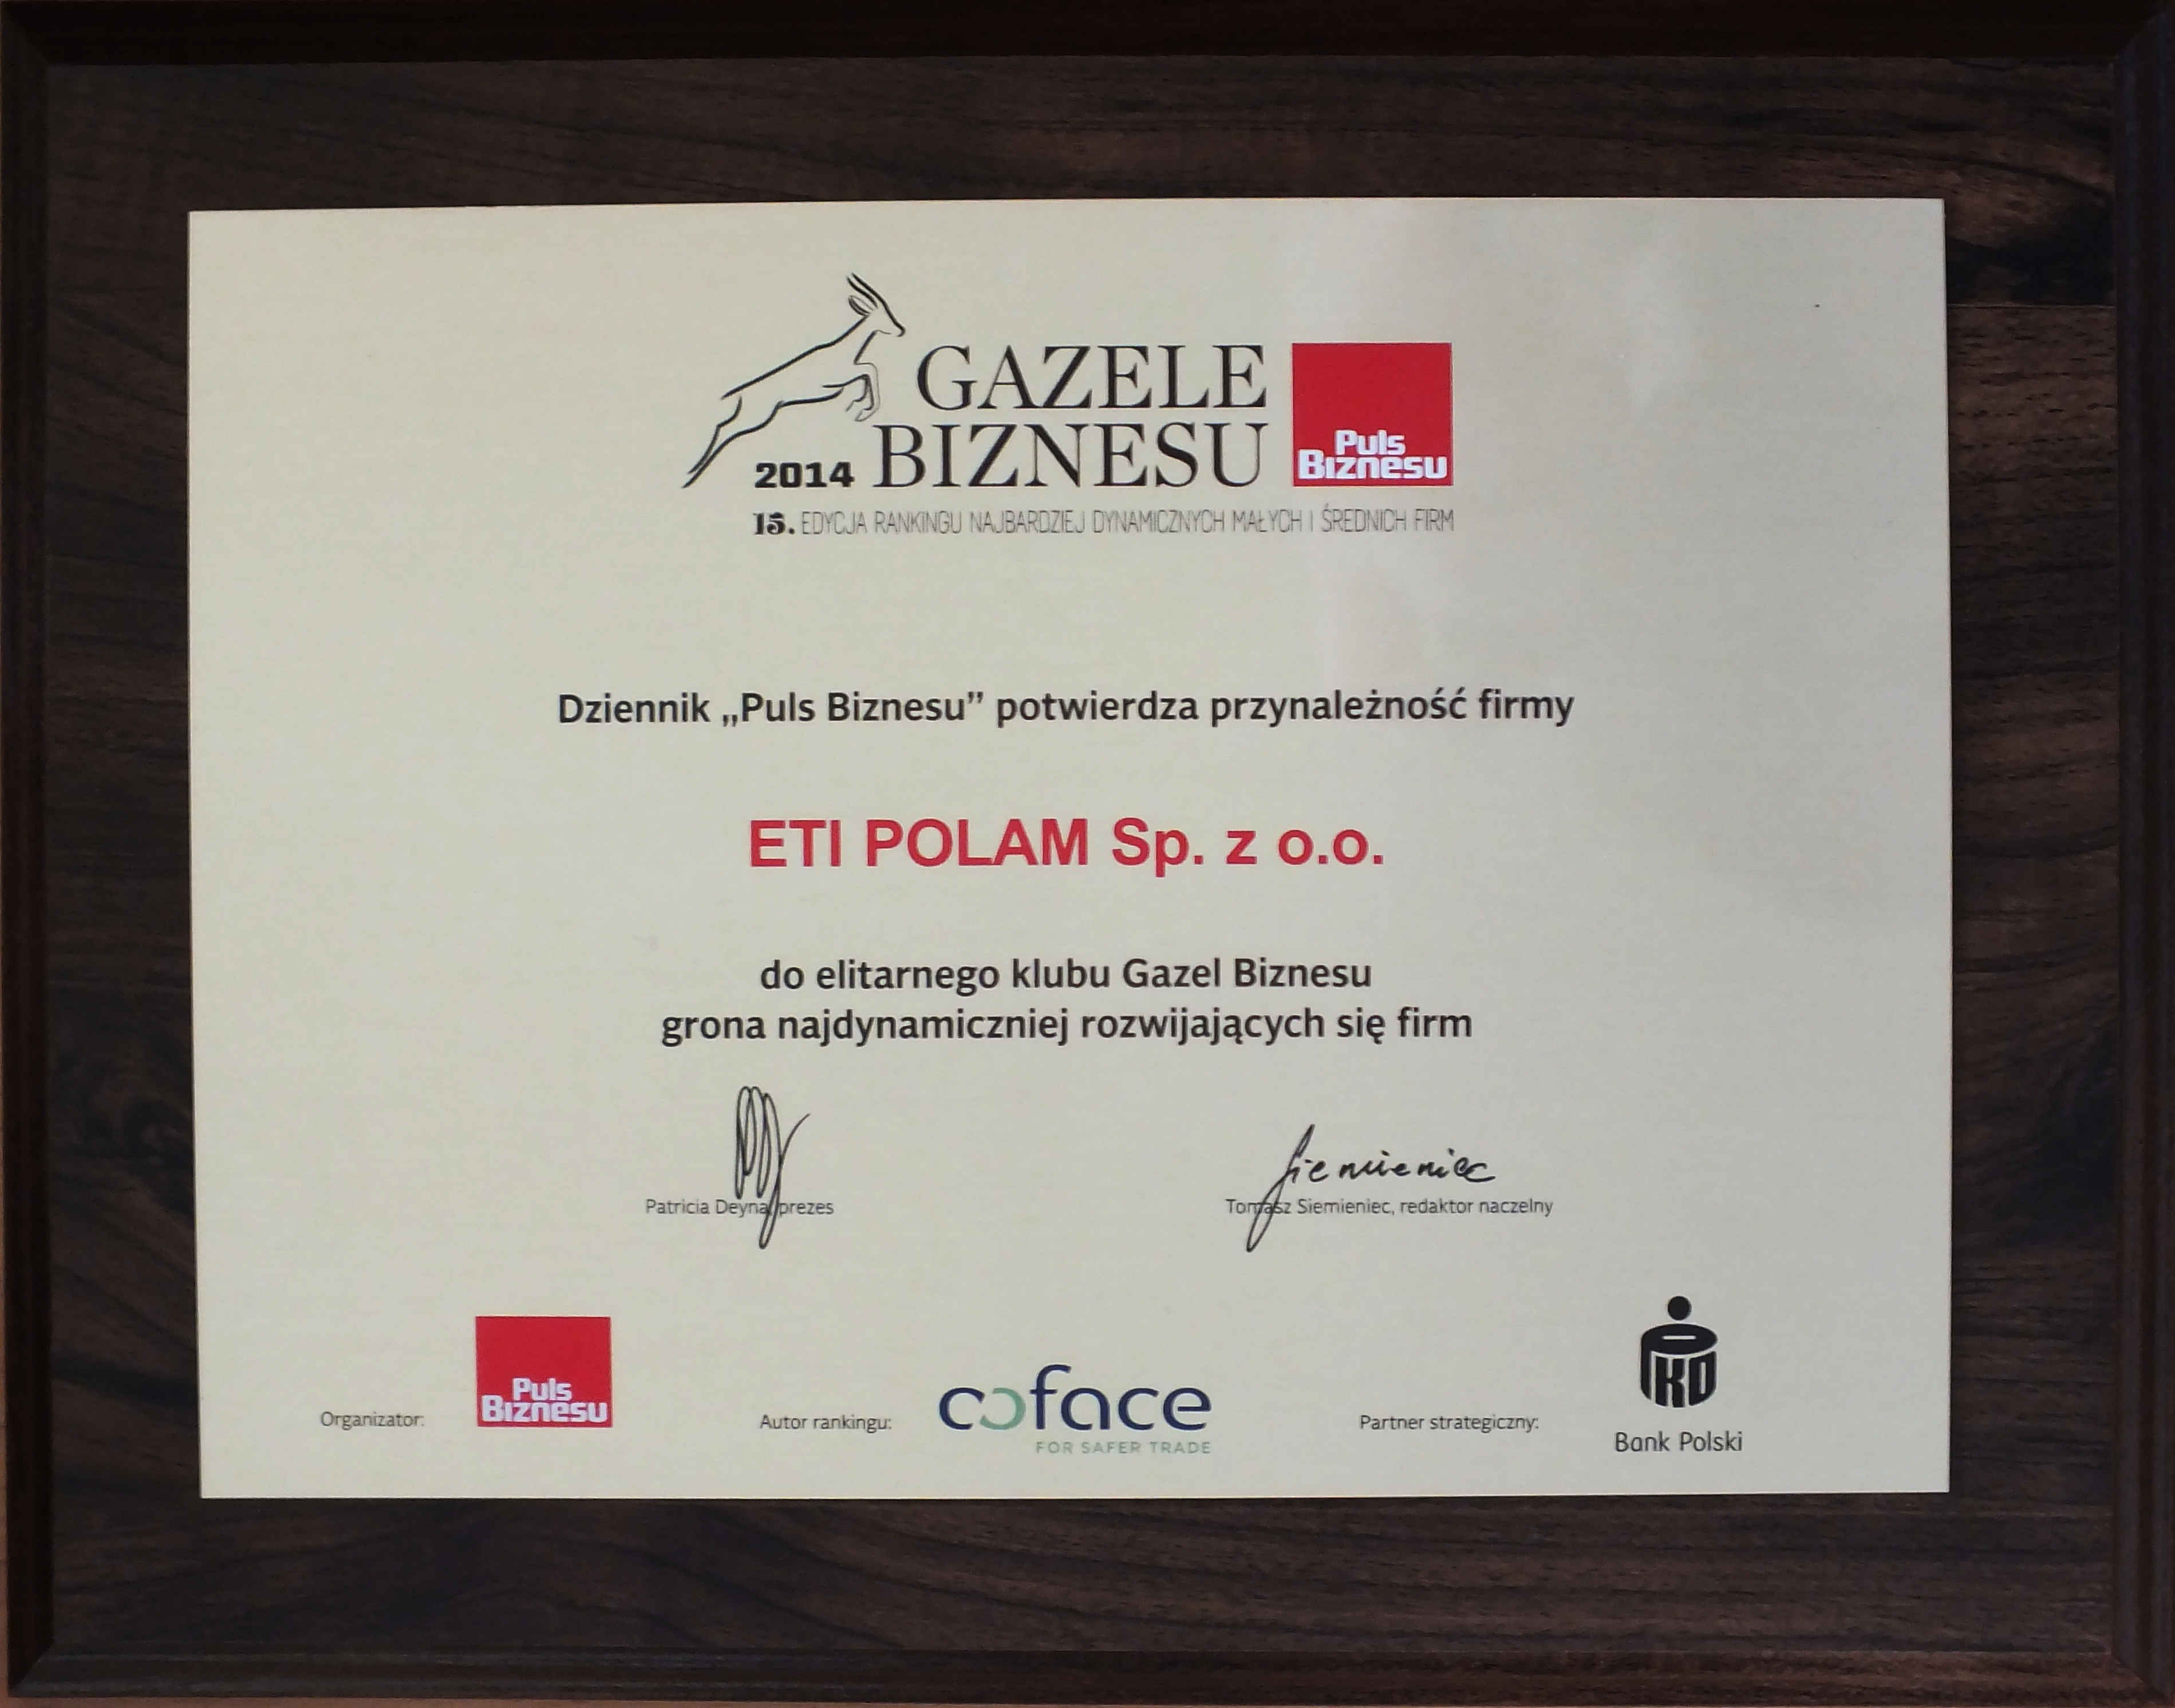 GAZELE
2014 BIZNESU
Puls
Biznesu
15. EDYCJA RANKINGU NAJBARDZIEJ DYNAMICZNYCH MAŁYCH I ŚREDNICH FIRM
Dziennik „Puls Biznesu” potwierdza przynależność firmy
ETI POLAM Sp. z o.o.
do elitarnego klubu Gazel Biznesu
grona najdynamiczniej rozwijających się firm
Siemieniec
Patricia Deyna, prezes
Tomasz Siemieniec, redaktor naczelny
Organizator:
Puls
Biznesu
Autor rankingu:
coface
FOR SAFER TRADE
Partner strategiczny:
PKO
Bank Polski